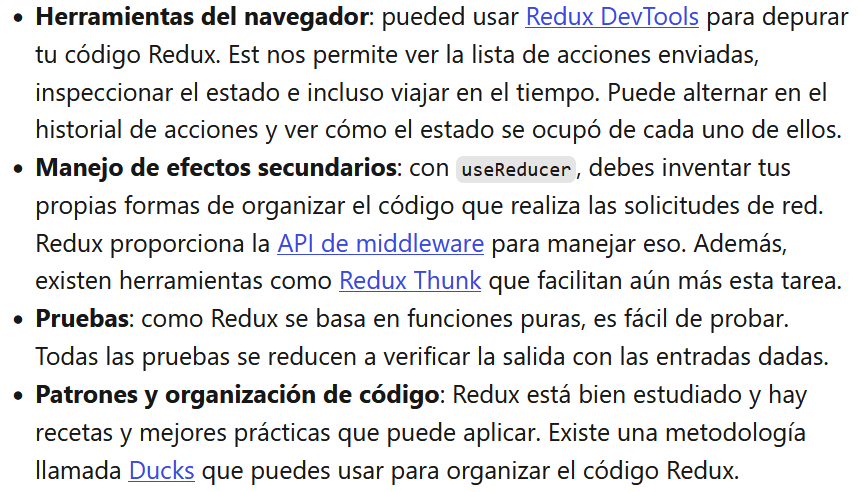 • Herramientas del navegador: pueded usar Redux DevTools para depurar
tu código Redux. Est nos permite ver la lista de acciones enviadas,
inspeccionar el estado e incluso viajar en el tiempo. Puede alternar en el
historial de acciones y ver cómo el estado se ocupó de cada uno de ellos.
• Manejo de efectos secundarios: con useReducer, debes inventar tus
propias formas de organizar el código que realiza las solicitudes de red.
Redux proporciona la API de middleware para manejar eso. Además,
existen herramientas como Redux Thunk que facilitan aún más esta tarea.
• Pruebas: como Redux se basa en funciones puras, es fácil de probar.
Todas las pruebas se reducen a verificar la salida con las entradas dadas.
• Patrones y organización de código: Redux está bien estudiado y hay
recetas y mejores prácticas que puede aplicar. Existe una metodología
llamada Ducks que puedes usar para organizar el código Redux.